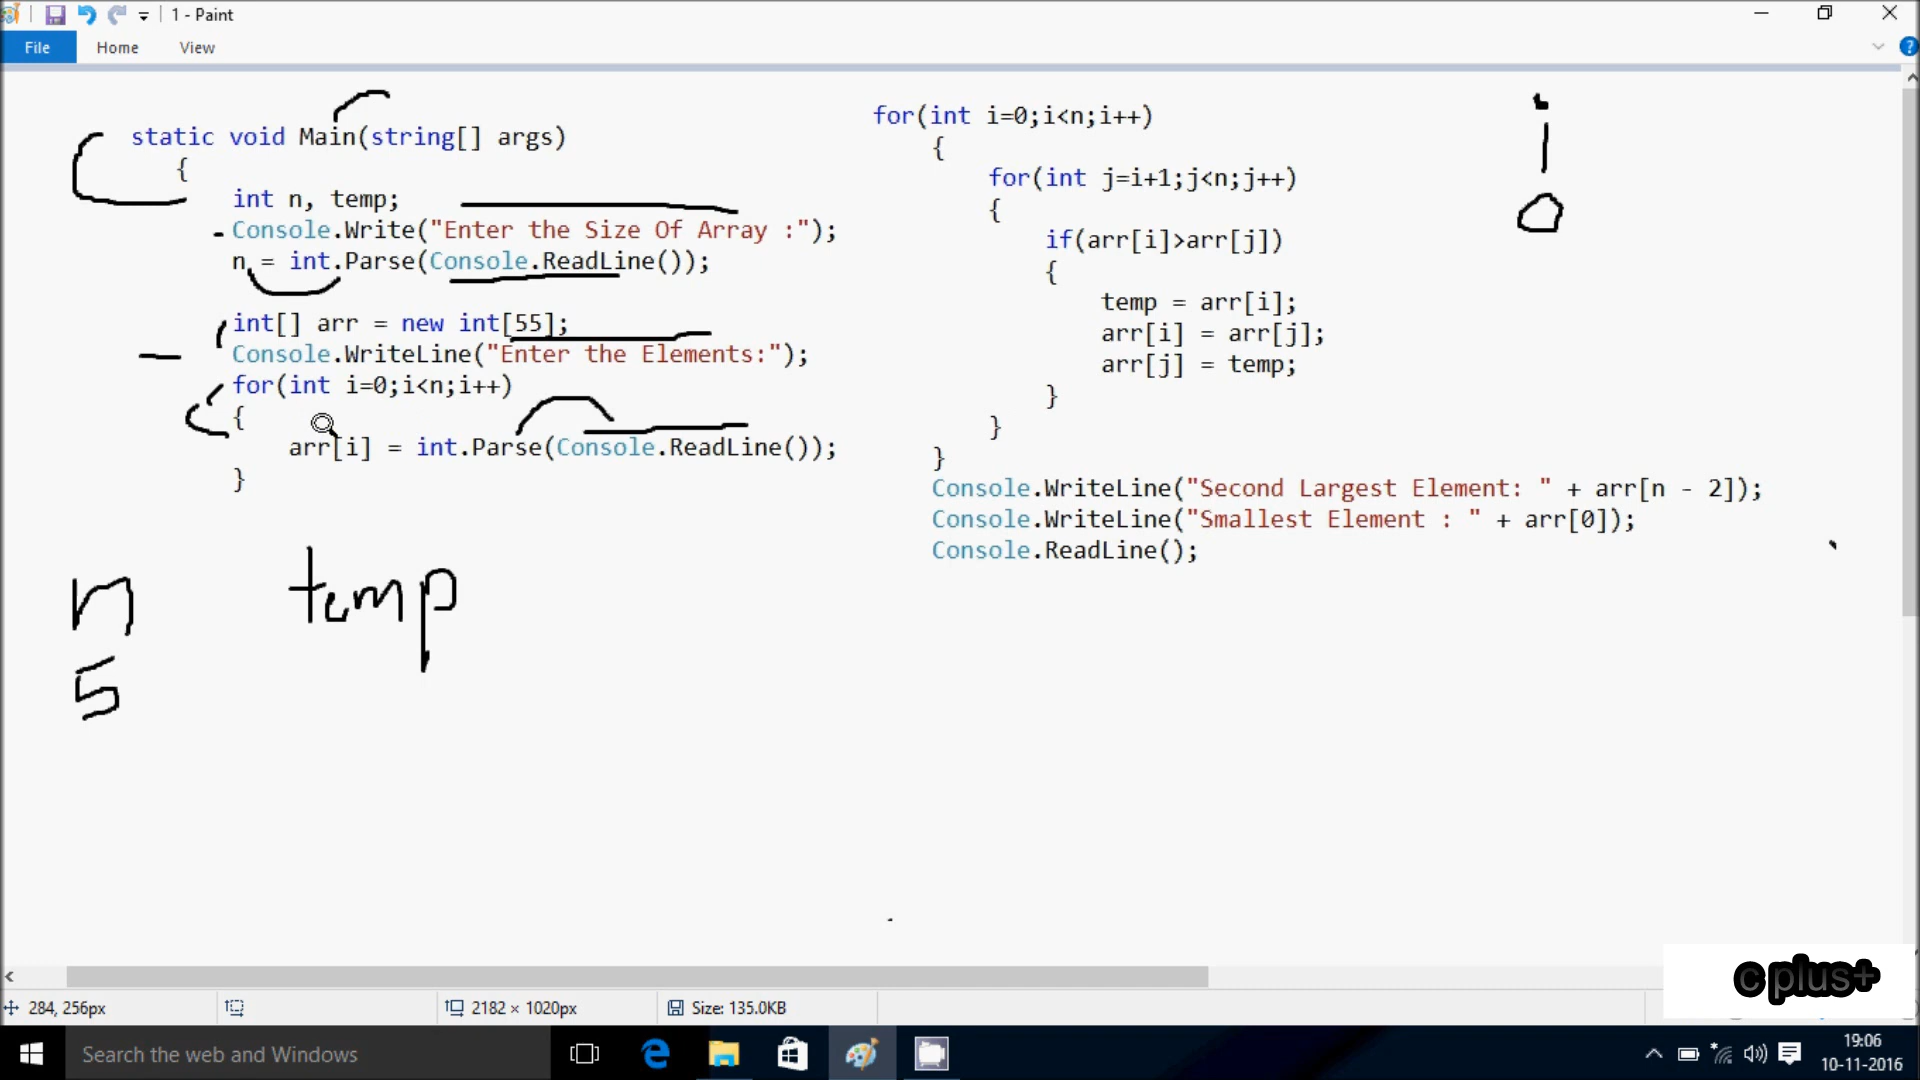 1 - Paint
File Home View
static void Main(string[] args)
{
int n, temp;
Console.Write("Enter the Size Of Array :");
n = int.Parse(Console.ReadLine());
int[] arr = new int[55];
Console.WriteLine("Enter the Elements:");
for(int i=0;i<n;i++)
{
arr[i] = int.Parse(Console.ReadLine());
}
n temp
5
for(int i=0;i<n;i++)
{
for(int j=i+1;j<n;j++)
{
if(arr[i]>arr[j])
{
temp = arr[i];
arr[i] = arr[j];
arr[j] = temp;
}
}
}
Console.WriteLine("Second Largest Element: " + arr[n - 2]);
Console.WriteLine("Smallest Element : " + arr[0]);
Console.ReadLine();
i
0
c plus+
284, 256px 2182 × 1020px Size: 135.0KB
Search the web and Windows
19:06
10-11-2016